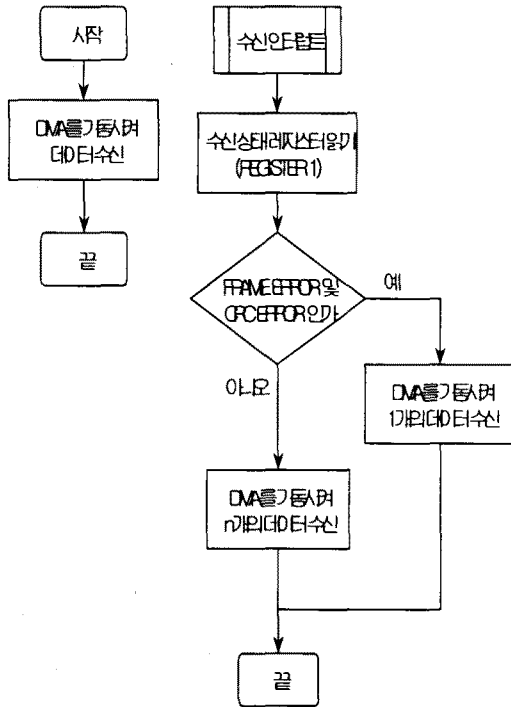 시작
DMA를 기동시켜
데이터 수신
끝
수신인터럽트
수신상태 레지스터 읽기
(REGISTER 1)
FRAME ERROR 및
CRC ERROR 인가
예
아니오
DMA를 기동시켜
1개의 데이터 수신
DMA를 기동시켜
n개의 데이터 수신
끝